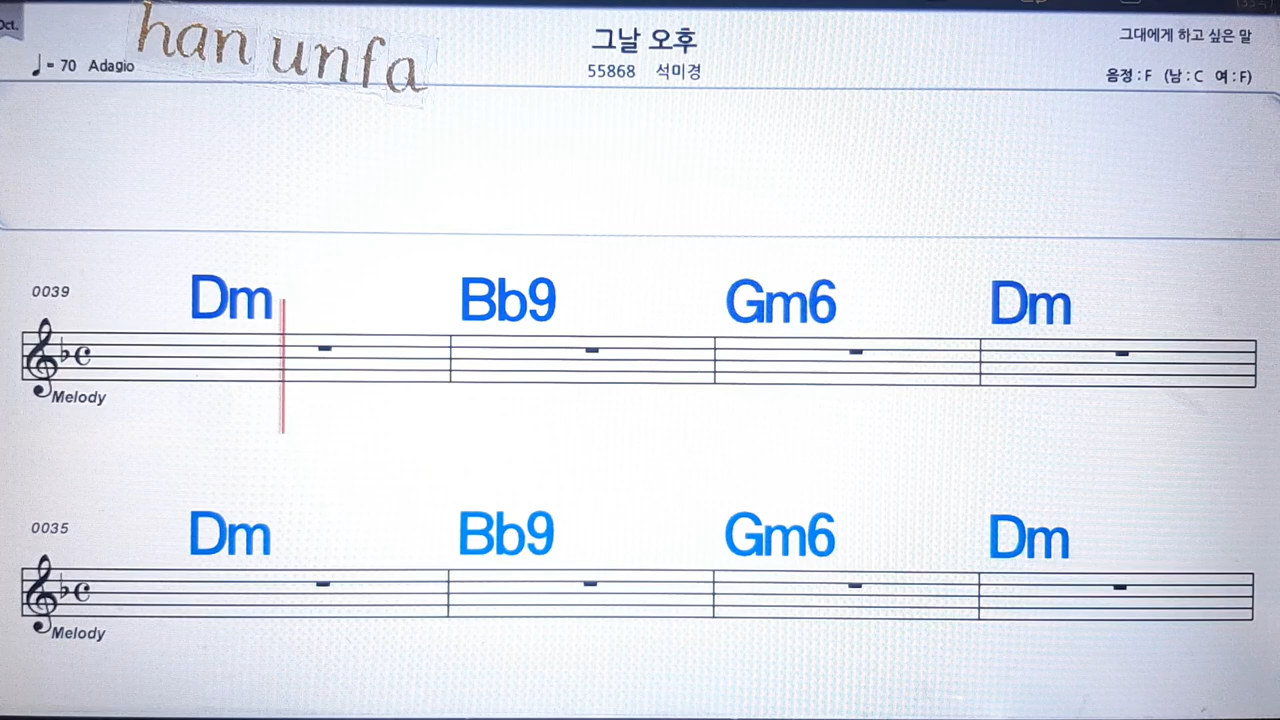 Oct.
han unfa
♩= 70 Adagio
그날 오후
55868 석미경
그대에게 하고 싶은 말
음정 : F (남 : C 여 : F)
0039
Dm Bb9 Gm6 Dm
Melody
0035
Dm Bb9 Gm6 Dm
Melody